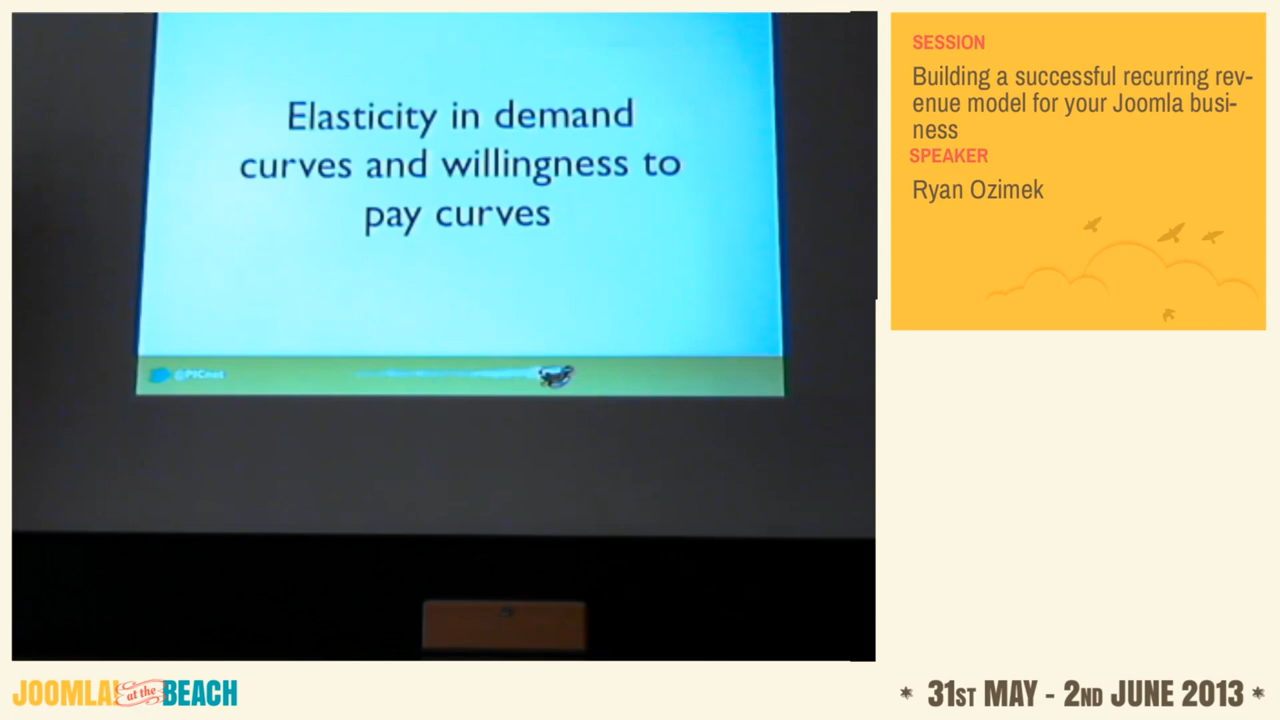 Elasticity in demand
curves and willingness to
pay curves
@PICnet
SESSION
Building a successful recurring rev-
enue model for your Joomla busi-
ness
SPEAKER
Ryan Ozimek
JOOMLA! at the BEACH
* 31ST MAY - 2ND JUNE 2013 *